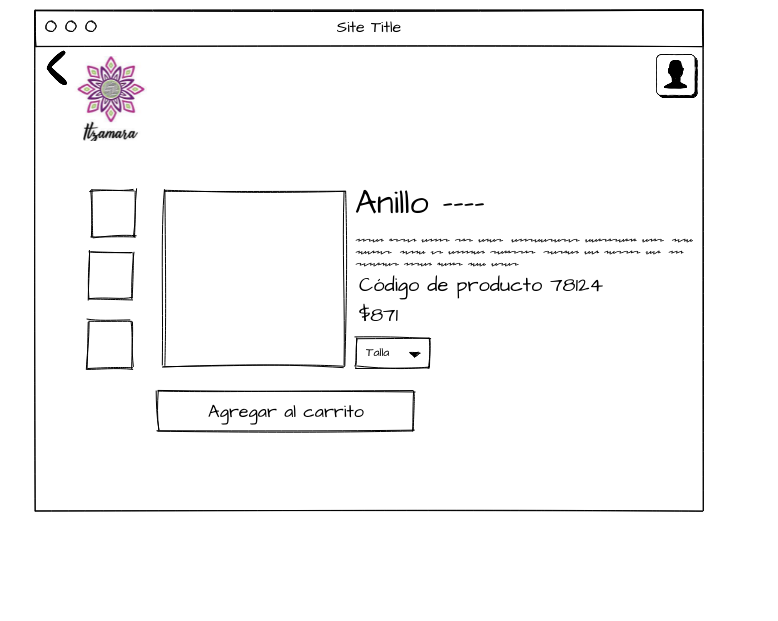 Site Title
Itzamara
Anillo ----
Código de producto 78124
$871
Talla
Agregar al carrito